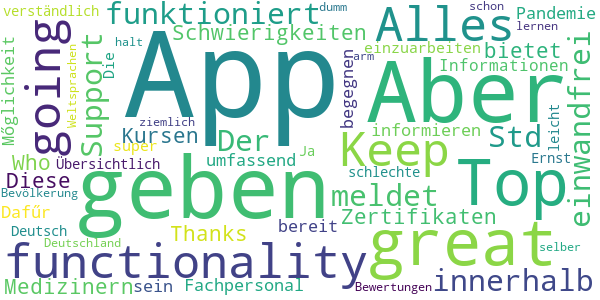 verständlich
funktioniert
dumm
Alles
schon
Pandemie
lernen
going
Möglichkeit
Weltsprachen
Support
Die
halt
Schwierigkeiten
App
einzuarbeiten
bietet
Informationen
einwandfrei
begegnen
arm
Aber
ziemlich
Kursen
Der
informieren
Std
leicht
super
Keep
Who
Übersichtlich
umfassend
Ja
Ernst
Diese
geben
schlechte
Top
Bevölkerung
meldet
Dafür
Zertifikaten
Deutsch
Thanks
bereit
great
Deutschland
functionality
selber
innerhalb
Medizinern
sein
Fachpersonal
Bewertungen